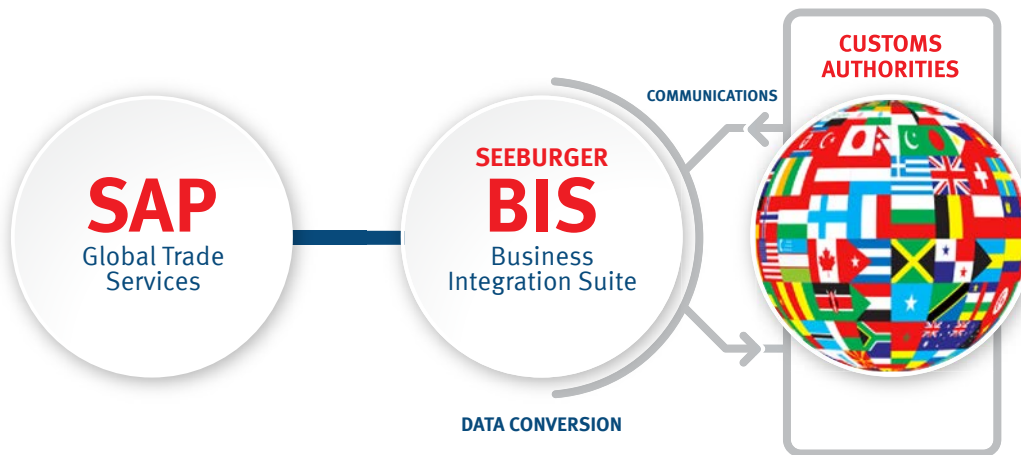 SAP
Global Trade
Services
SEEBURGER
BIS
Business
Integration Suite
DATA CONVERSION
COMMUNICATIONS
CUSTOMS
AUTHORITIES